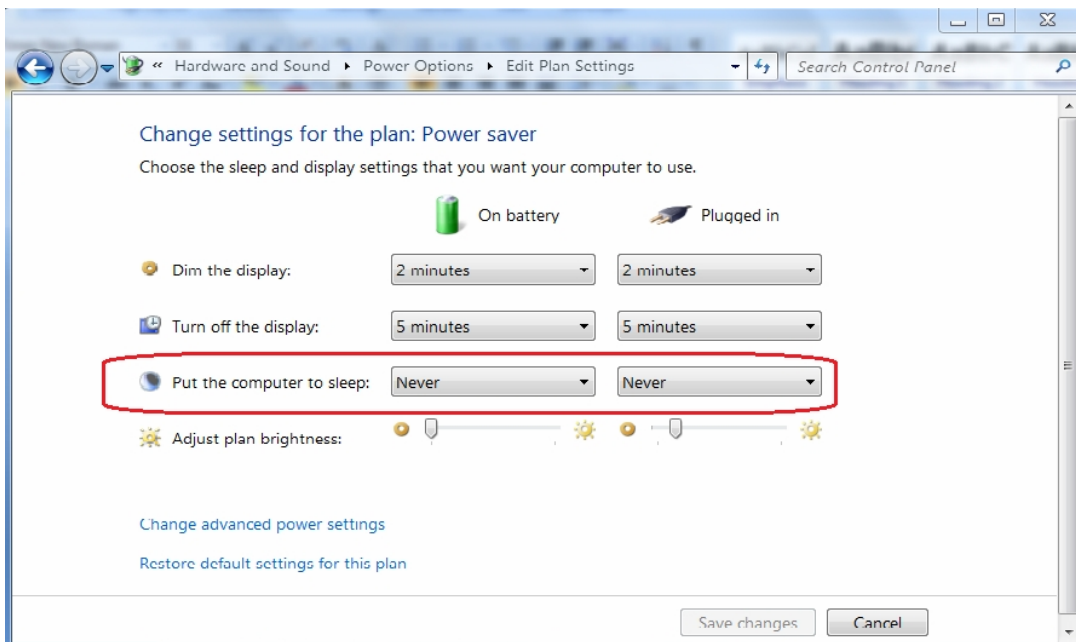 « Hardware and Sound ▸ Power Options ▸ Edit Plan Settings Search Control Panel
Change settings for the plan: Power saver
Choose the sleep and display settings that you want your computer to use.
On battery Plugged in
Dim the display: 2 minutes 2 minutes
Turn off the display: 5 minutes 5 minutes
Put the computer to sleep: Never Never
Adjust plan brightness:
Change advanced power settings
Restore default settings for this plan
Save changes Cancel